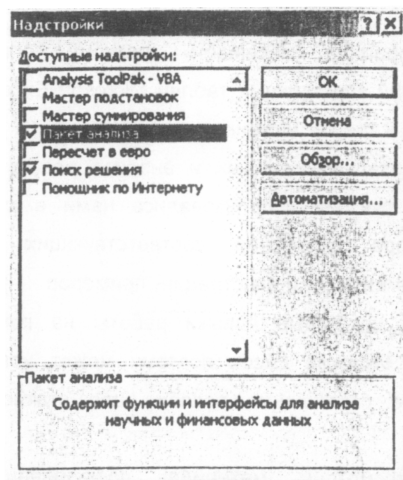 Надстройки
Доступные надстройки:
Analysis ToolPak - VBA
Мастер подстановок
Мастер суммирования
Пакет анализа
Пересчет в евро
Поиск решения
Помощник по Интернету
ОК
Отмена
Обзор...
Автоматизация...
Пакет анализа
Содержит функции и интерфейсы для анализа
научных и финансовых данных